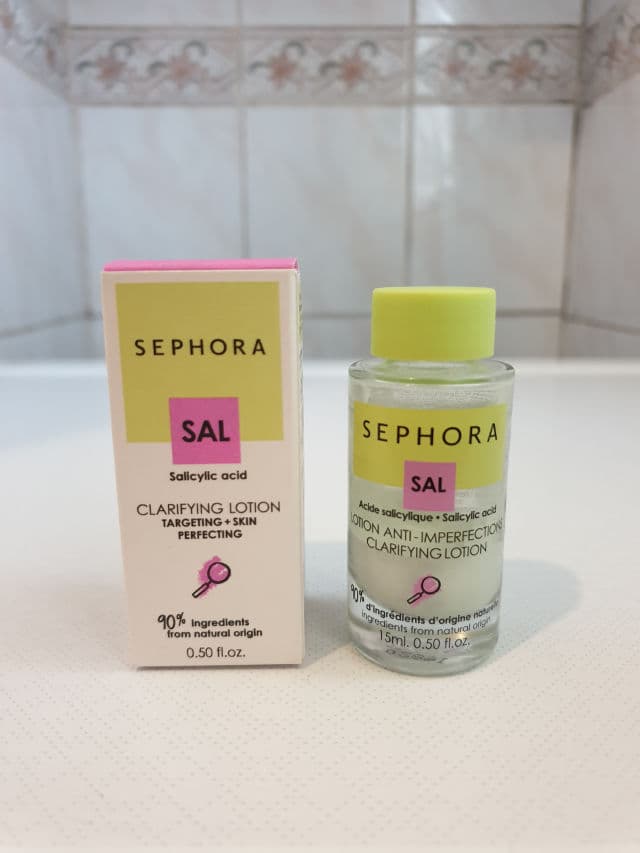 SEPHORA
SAL
Salicylic acid
CLARIFYING LOTION
TARGETING + SKIN
PERFECTING
90% ingredients
from natural origin
0.50 fl.oz.
SEPHORA
SAL
Acide salicylique • Salicylic acid
LOTION ANTI-IMPERFECTIONS
CLARIFYING LOTION
90%
d'ingrédients d'origine naturelle
ingredients from natural origin
15ml. 0.50 fl.oz.